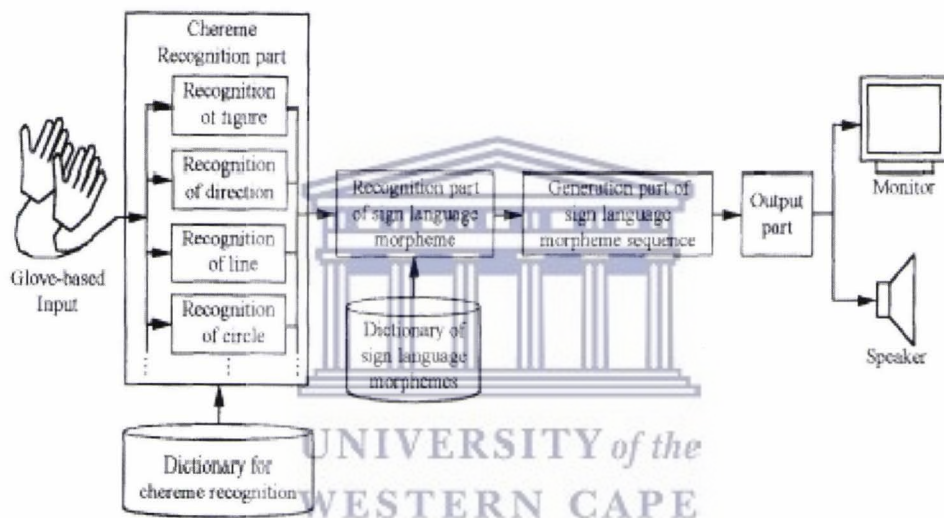 Chereme
Recognition part
Recognition
of figure
Recognition
of direction
Recognition
of line
Recognition
of circle
Glove-based
Input
Dictionary for
chereme recognition
Recognition part
of sign language
morpheme
Dictionary of
sign language
morphemes
Generation part of
sign language
morpheme sequence
Output
part
Monitor
Speaker
UNIVERSITY of the
WESTERN CAPE